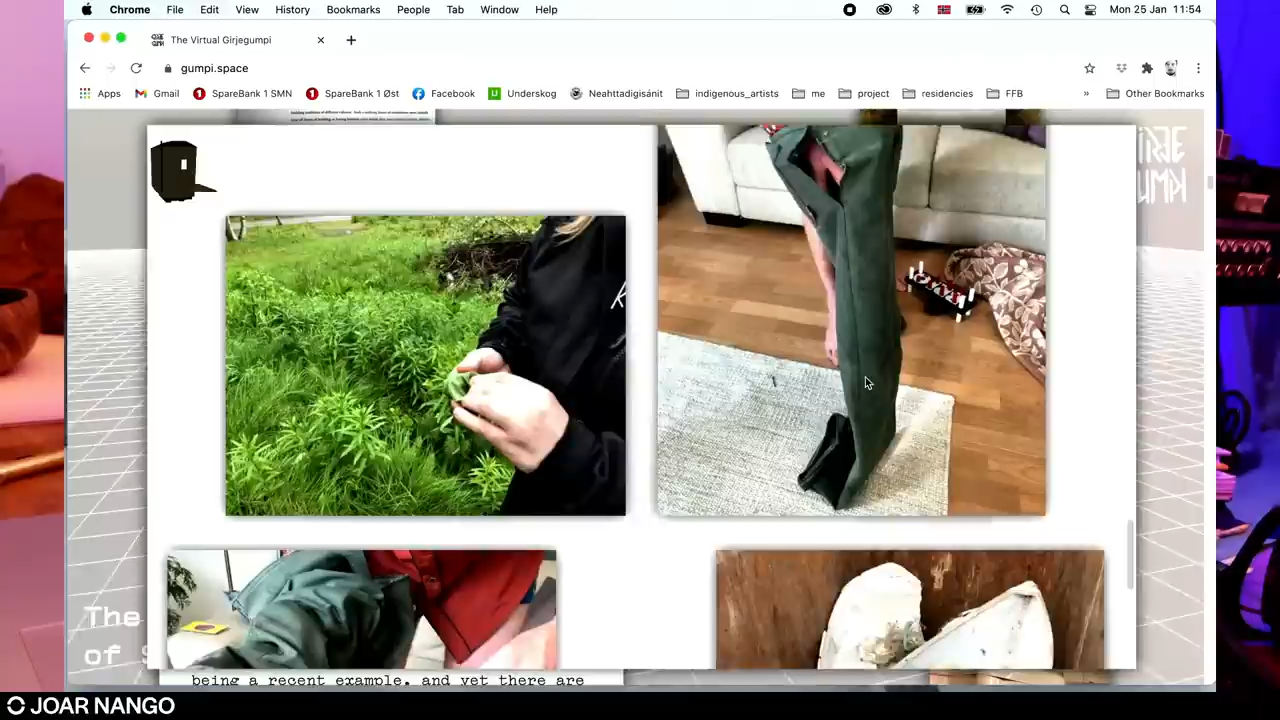 Chrome File Edit View History Bookmarks People Tab Window Help Mon 25 Jan 11:54
The Virtual Girjegumpi
gumpi.space
Apps Gmail SpareBank 1 SMN SpareBank 1 Øst Facebook Underskog Neahttadigisánit indigenous_artists me project residencies FFB » Other Bookmarks
The
of S
being a recent example, and yet there are
JOAR NANGO